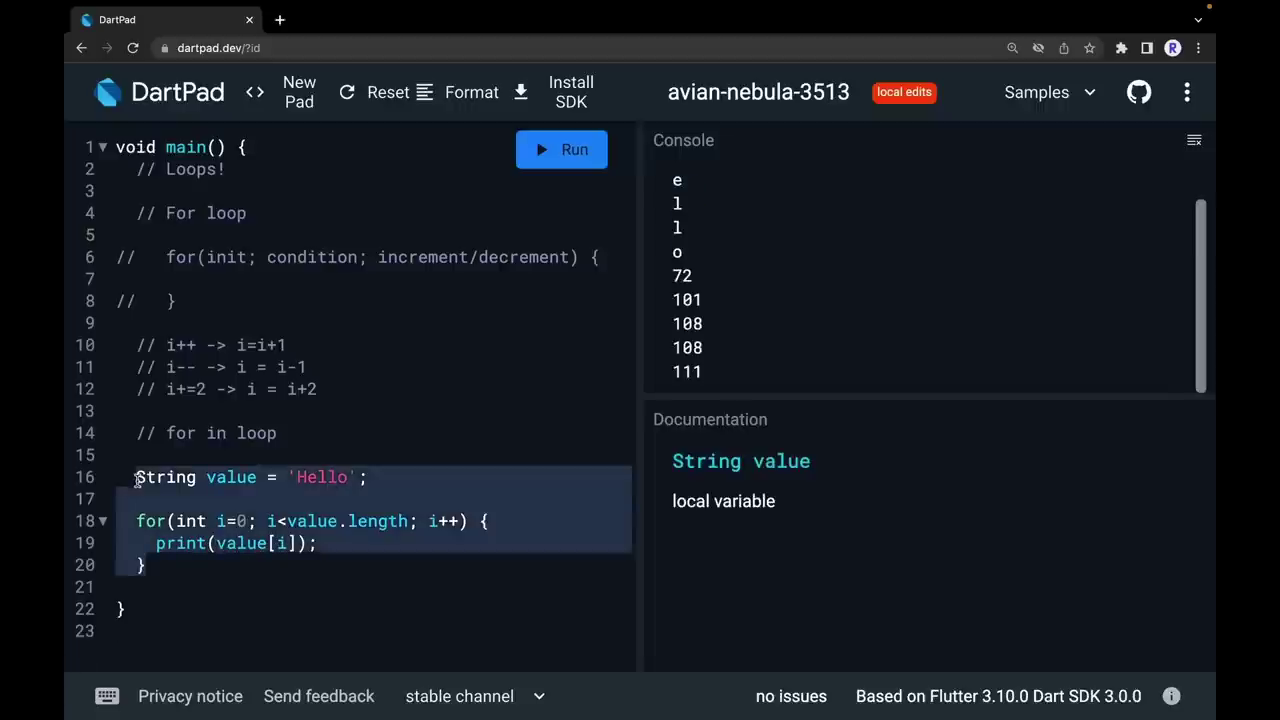 DartPad
dartpad.dev/?id
R
DartPad
<>
New Pad
Reset
Format
Install SDK
avian-nebula-3513
local edits
Samples
Run
1 void main() {
2 // Loops!
3
4 // For loop
5
6 //   for(init; condition; increment/decrement) {
7
8 //   }
9
10 // i++ -> i=i+1
11 // i-- -> i = i-1
12 // i+=2 -> i = i+2
13
14 // for in loop
15
16 String value = 'Hello';
17
18 for(int i=0; i<value.length; i++) {
19 print(value[i]);
20 }
21
22 }
23
Console
e
l
l
o
72
101
108
108
111
Documentation
String value
local variable
Privacy notice
Send feedback
stable channel
no issues
Based on Flutter 3.10.0 Dart SDK 3.0.0